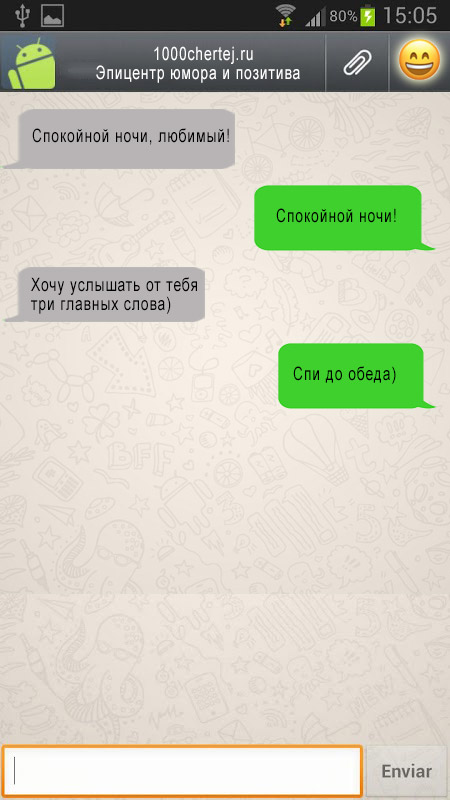 80% 15:05
1000chertej.ru
Эпицентр юмора и позитива
Спокойной ночи, любимый!
Спокойной ночи!
Хочу услышать от тебя
три главных слова)
Спи до обеда)
BFF
Enviar